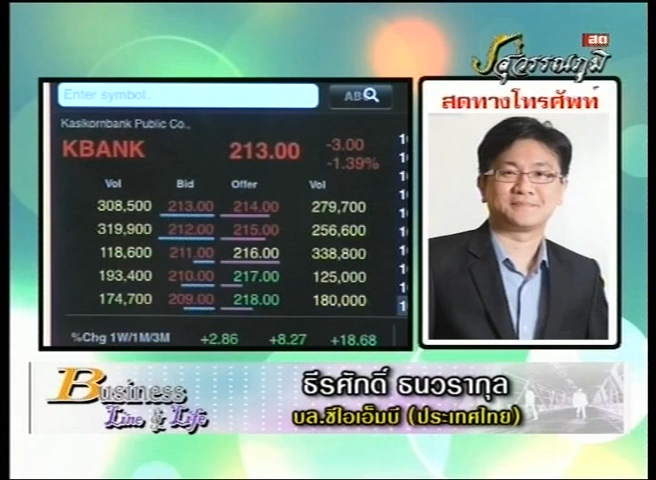 สด
สุวรรณภูมิ
Enter symbol..
AB
สดทางโทรศัพท์
Kasikornbank Public Co.,
KBANK 213.00 -3.00
-1.39%
Vol Bid Offer Vol
308,500 213.00 214.00 279,700
319,900 212.00 215.00 256,600
118,600 211.00 216.00 338,800
193,400 210.00 217.00 125,000
174,700 209.00 218.00 180,000
%Chg 1W/1M/3M +2.86 +8.27 +18.68
Business
Line & Life
ธีรศักดิ์ ธนวรากุล
บล.ซีไอเอ็มบี (ประเทศไทย)